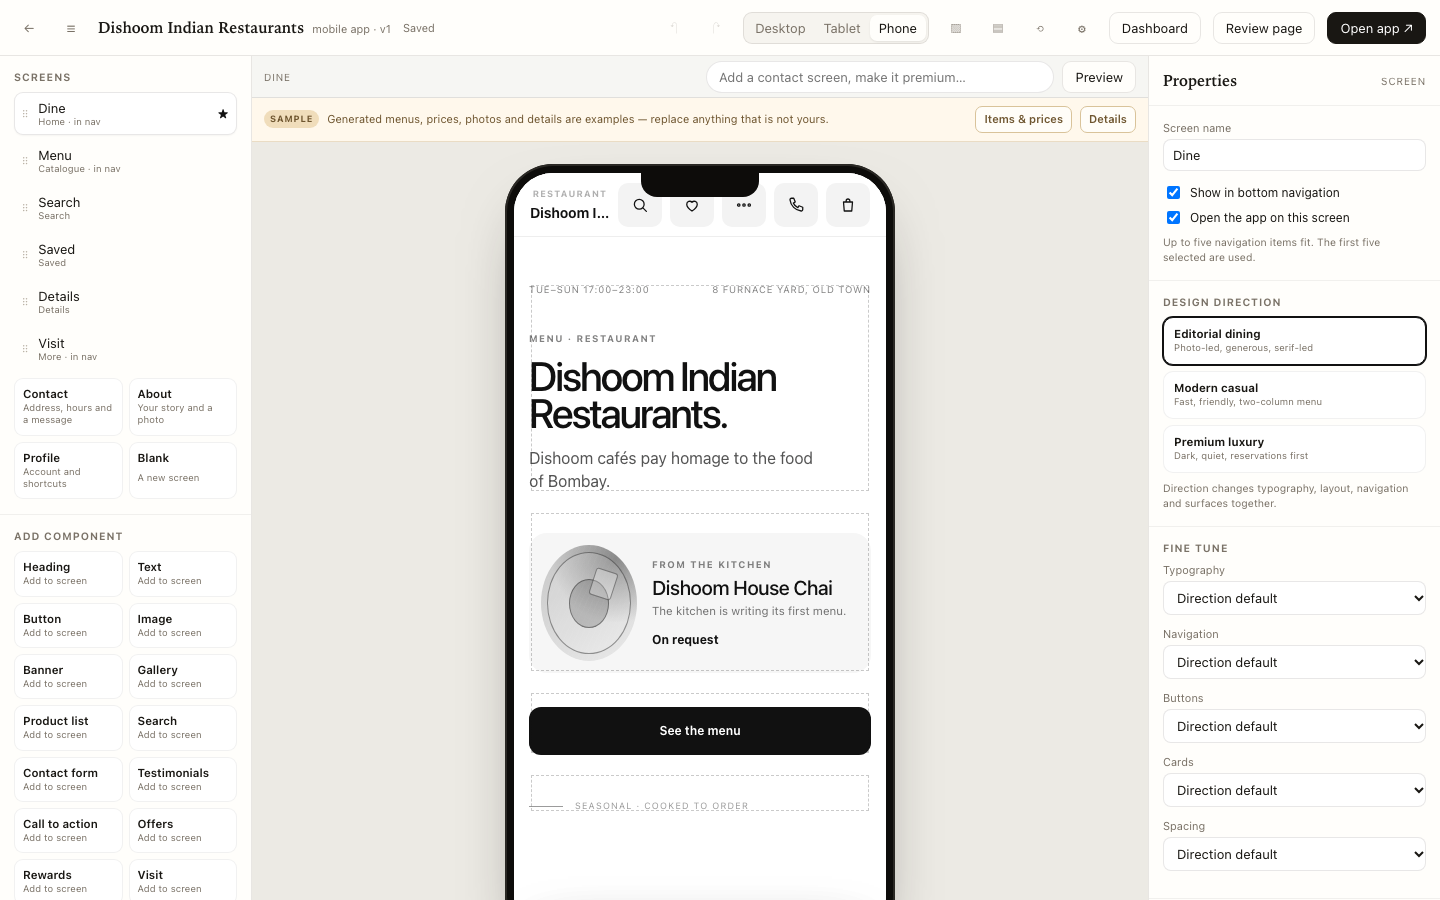 Dishoom Indian Restaurants mobile app · v1 Saved
Desktop Tablet Phone
Dashboard
Review page
Open app ↗
SCREENS
Dine
Home · in nav
Menu
Catalogue · in nav
Search
Search
Saved
Saved
Details
Details
Visit
More · in nav
Contact
Address, hours and
a message
About
Your story and a
photo
Profile
Account and
shortcuts
Blank
A new screen
ADD COMPONENT
Heading
Add to screen
Text
Add to screen
Button
Add to screen
Image
Add to screen
Banner
Add to screen
Gallery
Add to screen
Product list
Add to screen
Search
Add to screen
Contact form
Add to screen
Testimonials
Add to screen
Call to action
Add to screen
Offers
Add to screen
Rewards
Add to screen
Visit
Add to screen
DINE
Add a contact screen, make it premium...
Preview
SAMPLE Generated menus, prices, photos and details are examples — replace anything that is not yours.
Items & prices
Details
RESTAURANT
Dishoom I...
TUE–SUN 17:00–23:00
8 FURNACE YARD, OLD TOWN
MENU · RESTAURANT
Dishoom Indian
Restaurants.
Dishoom cafés pay homage to the food
of Bombay.
FROM THE KITCHEN
Dishoom House Chai
The kitchen is writing its first menu.
On request
See the menu
SEASONAL · COOKED TO ORDER
Properties
SCREEN
Screen name
Dine
Show in bottom navigation
Open the app on this screen
Up to five navigation items fit. The first five
selected are used.
DESIGN DIRECTION
Editorial dining
Photo-led, generous, serif-led
Modern casual
Fast, friendly, two-column menu
Premium luxury
Dark, quiet, reservations first
Direction changes typography, layout, navigation
and surfaces together.
FINE TUNE
Typography
Direction default
Navigation
Direction default
Buttons
Direction default
Cards
Direction default
Spacing
Direction default